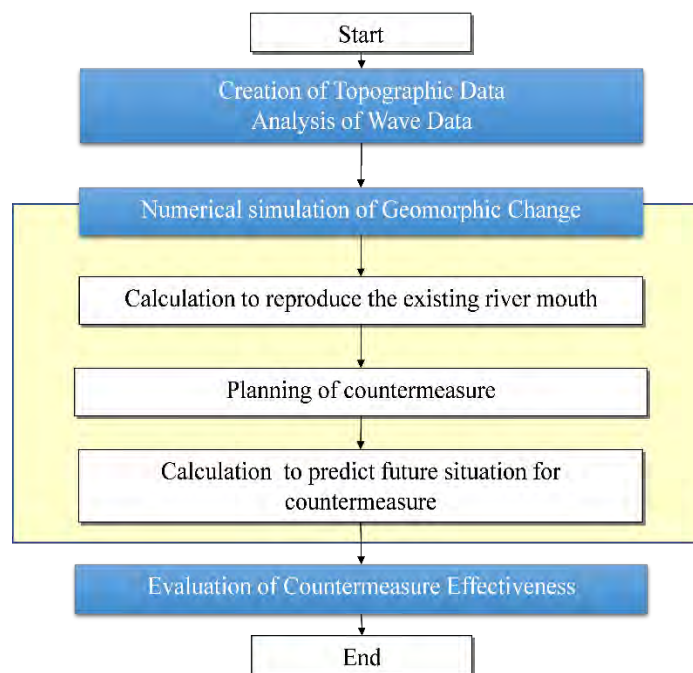 Start
Creation of Topographic Data
Analysis of Wave Data
Numerical simulation of Geomorphic Change
Calculation to reproduce the existing river mouth
Planning of countermeasure
Calculation to predict future situation for
countermeasure
Evaluation of Countermeasure Effectiveness
End